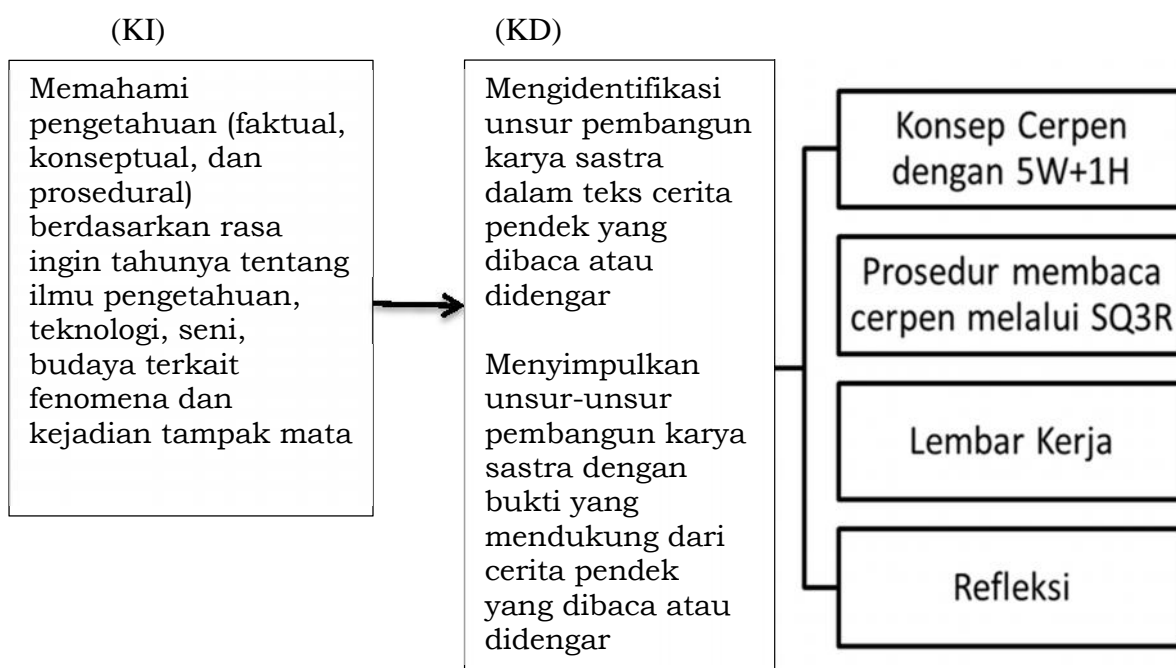 (KI)
Memahami
pengetahuan (faktual,
konseptual, dan
prosedural)
berdasarkan rasa
ingin tahunya tentang
ilmu pengetahuan,
teknologi, seni,
budaya terkait
fenomena dan
kejadian tampak mata
(KD)
Mengidentifikasi
unsur pembangun
karya sastra
dalam teks cerita
pendek yang
dibaca atau
didengar
Menyimpulkan
unsur-unsur
pembangun karya
sastra dengan
bukti yang
mendukung dari
cerita pendek
yang dibaca atau
didengar
Konsep Cerpen
dengan 5W+1H
Prosedur membaca
cerpen melalui SQ3R
Lembar Kerja
Refleksi